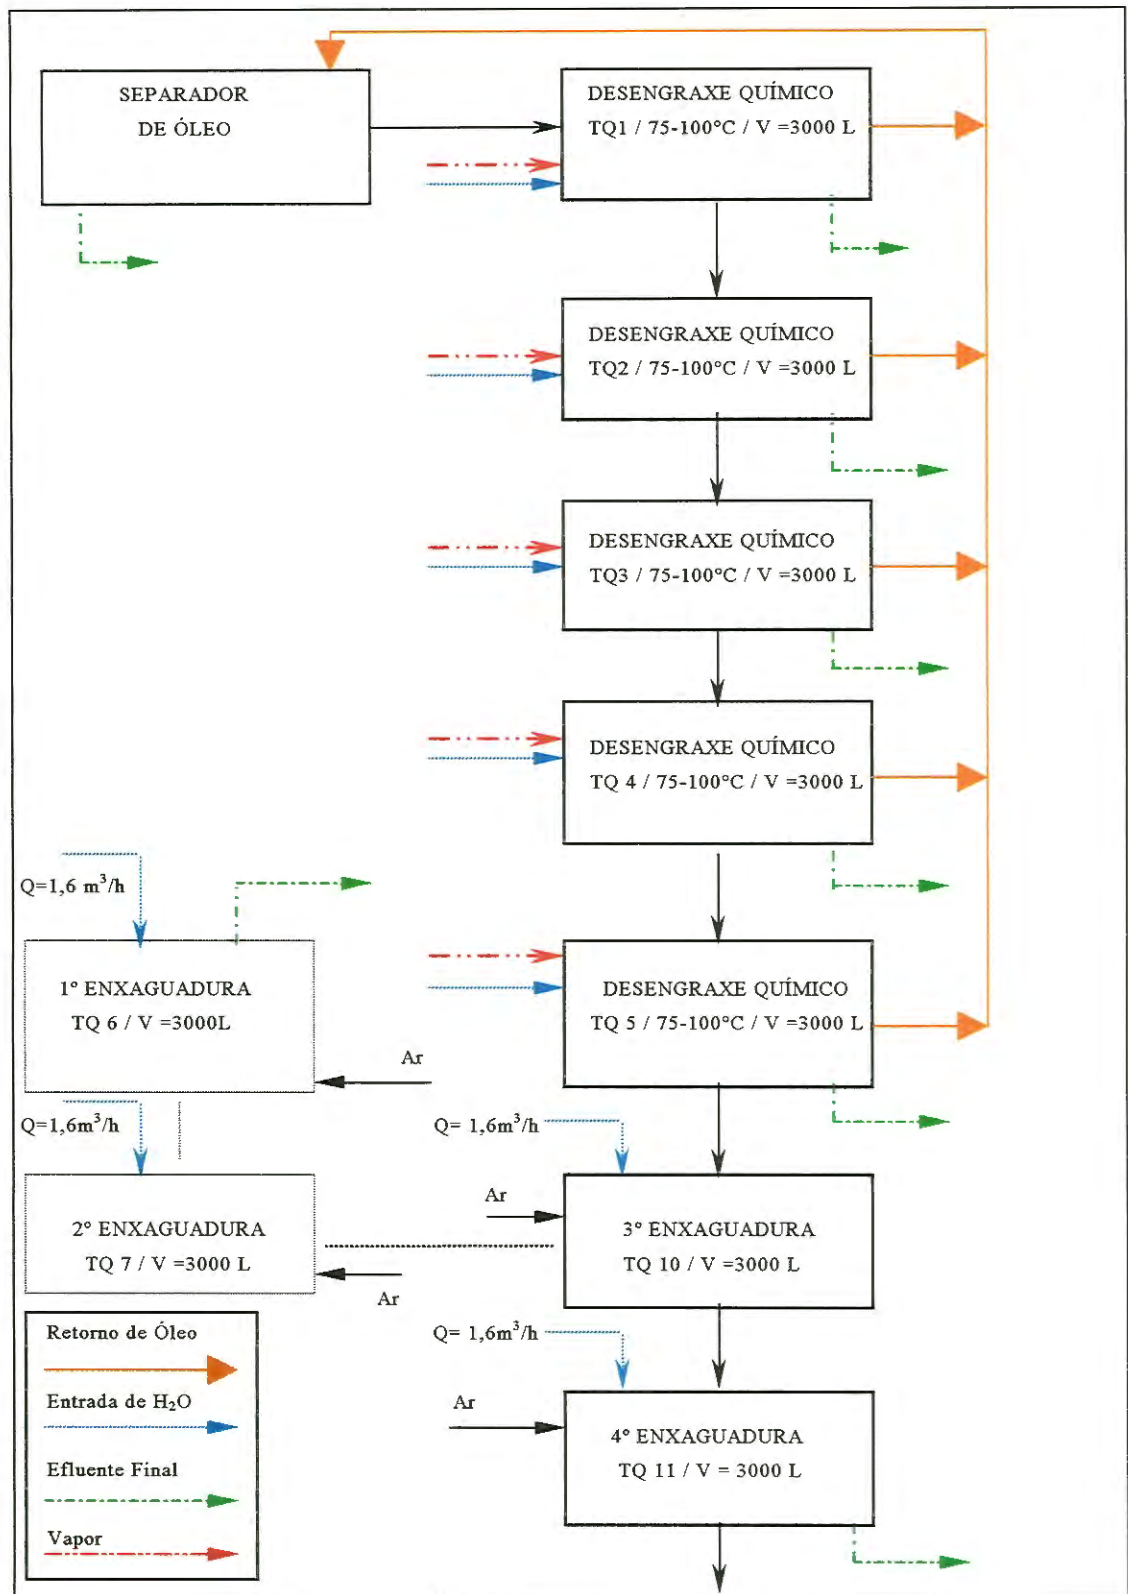 SEPARADOR
DE ÓLEO
DESENGRAXE QUÍMICO
TQ1 / 75-100°C / V =3000 L
DESENGRAXE QUÍMICO
TQ2 / 75-100°C / V =3000 L
DESENGRAXE QUÍMICO
TQ3 / 75-100°C / V =3000 L
DESENGRAXE QUÍMICO
TQ 4 / 75-100°C / V =3000 L
Q=1,6 m³/h
1° ENXAGUADURA
TQ 6 / V =3000L
Ar
DESENGRAXE QUÍMICO
TQ 5 / 75-100°C / V =3000 L
Q=1,6m³/h
Q= 1,6m³/h
2° ENXAGUADURA
TQ 7 / V =3000 L
Ar
Ar
3° ENXAGUADURA
TQ 10 / V =3000 L
Q= 1,6m³/h
Ar
4° ENXAGUADURA
TQ 11 / V = 3000 L
Retorno de Óleo
Entrada de H₂O
Efluente Final
Vapor